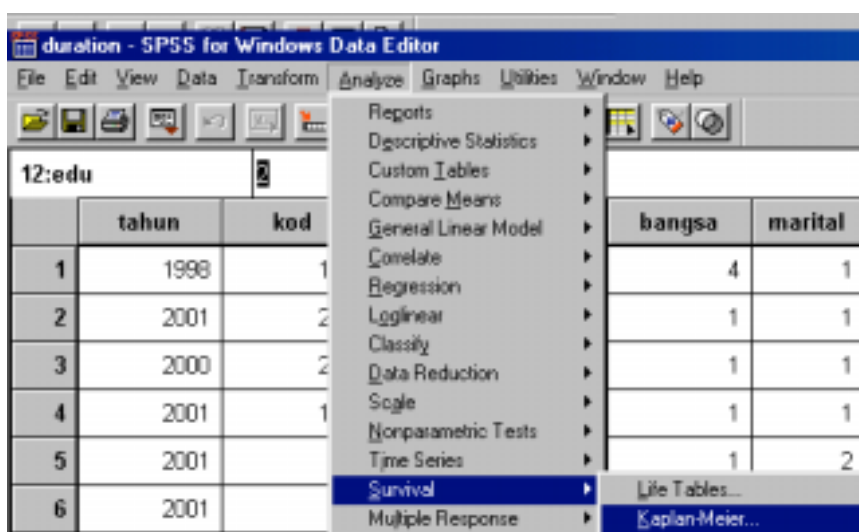 duration - SPSS for Windows Data Editor
File Edit View Data Transform Analyze Graphs Utilities Window Help
Reports
Descriptive Statistics
Custom Tables
Compare Means
General Linear Model
Correlate
Regression
Loglinear
Classify
Data Reduction
Scale
Nonparametric Tests
Time Series
Survival
Multiple Response
Life Tables...
Kaplan-Meier...
12:edu 2
tahun kod bangsa marital
1 1998 1 4 1
2 2001 2 1 1
3 2000 2 1 1
4 2001 1 1 1
5 2001 1 2
6 2001